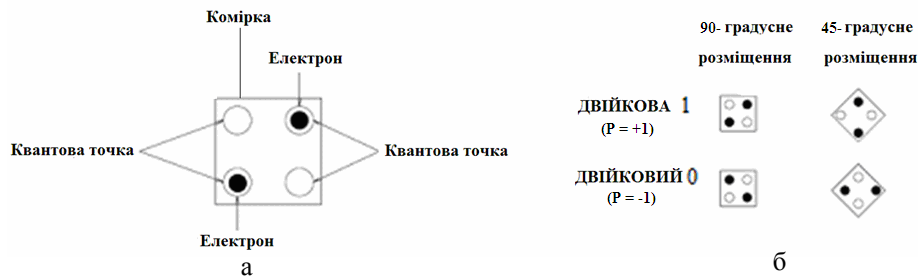 Комірка
Електрон
Квантова точка
Квантова точка
Електрон
а
90- градусне
розміщення
45- градусне
розміщення
ДВІЙКОВА 1
(P = +1)
ДВІЙКОВИЙ 0
(P = -1)
б